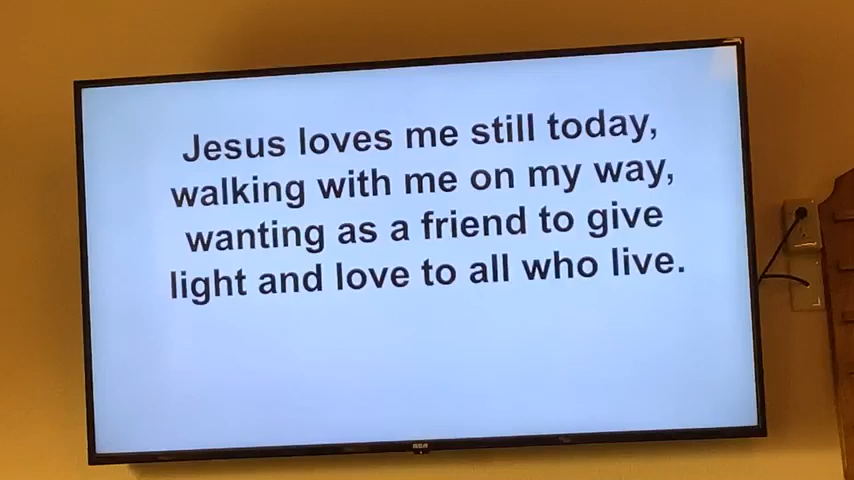 Jesus loves me still today,
walking with me on my way,
wanting as a friend to give
light and love to all who live.
RCA